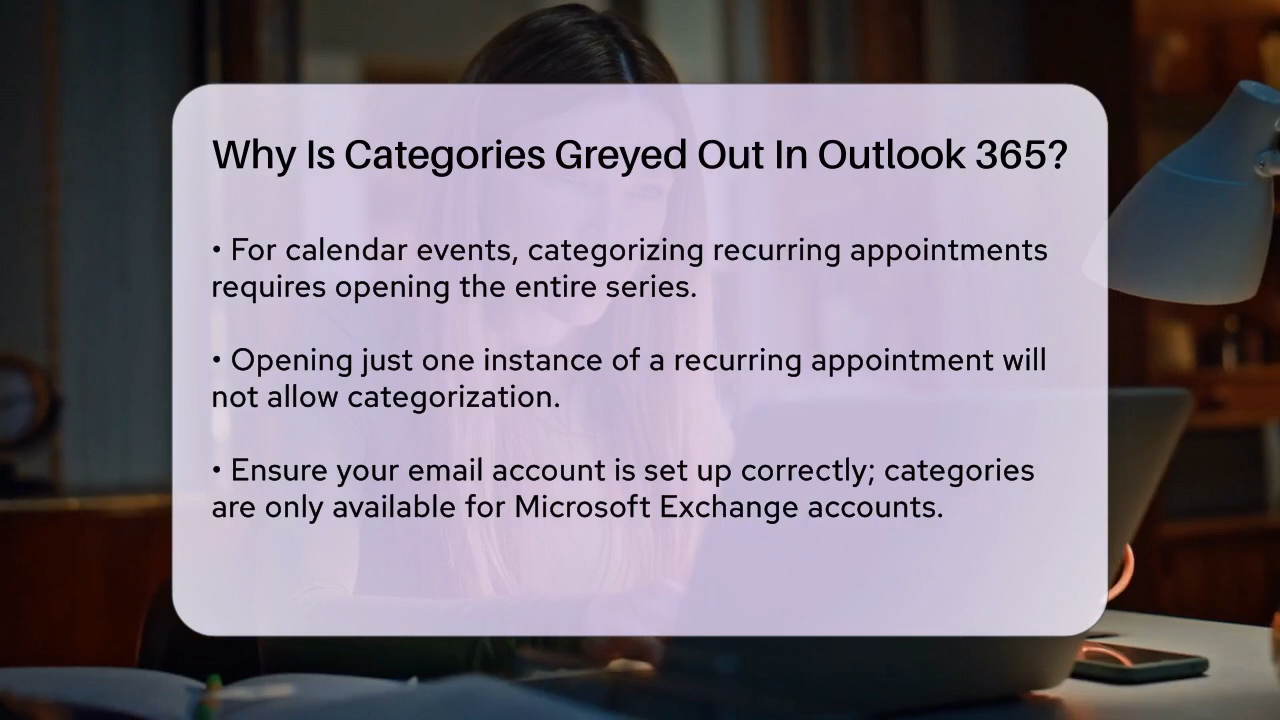 Why Is Categories Greyed Out In Outlook 365?
• For calendar events, categorizing recurring appointments
requires opening the entire series.
• Opening just one instance of a recurring appointment will
not allow categorization.
• Ensure your email account is set up correctly; categories
are only available for Microsoft Exchange accounts.